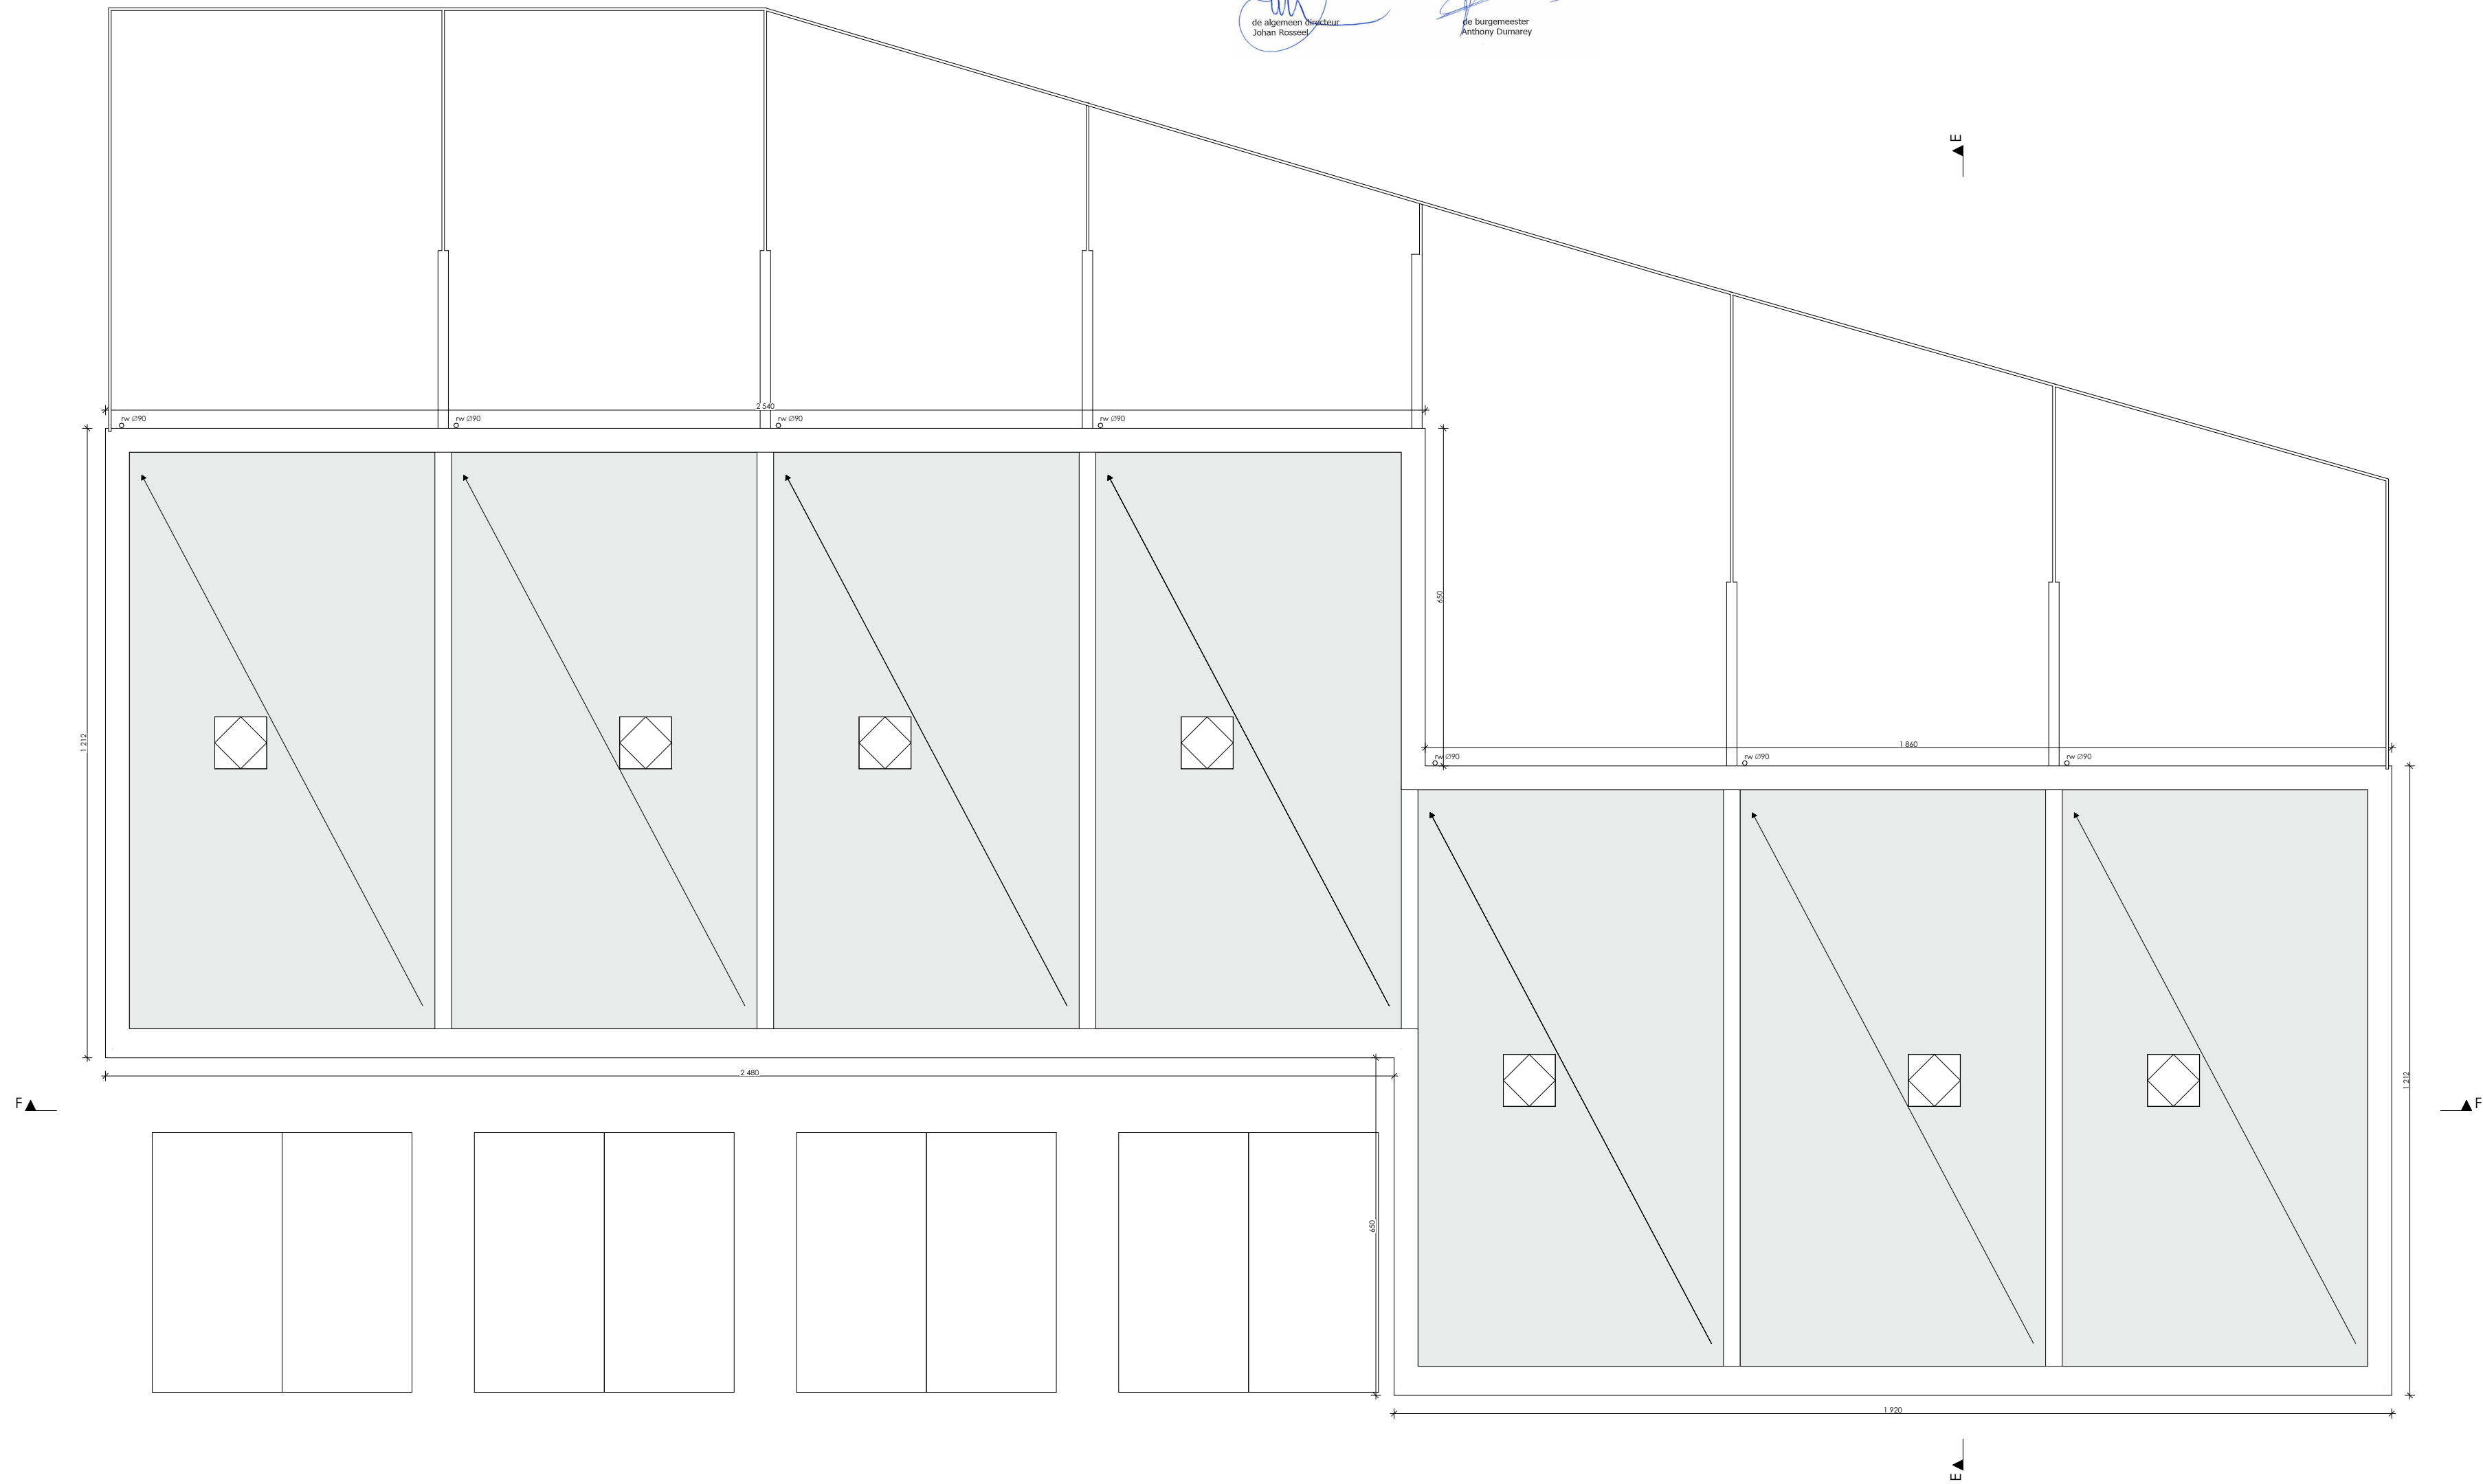 de algemeen directeur
Johan Rosseel
de burgemeester
Anthony Dumarey
E
2 540
rw Ø90
rw Ø90
rw Ø90
rw Ø90
650
1 212
1 860
rw Ø90
rw Ø90
rw Ø90
2 480
F
F
1 212
650
1 920
E